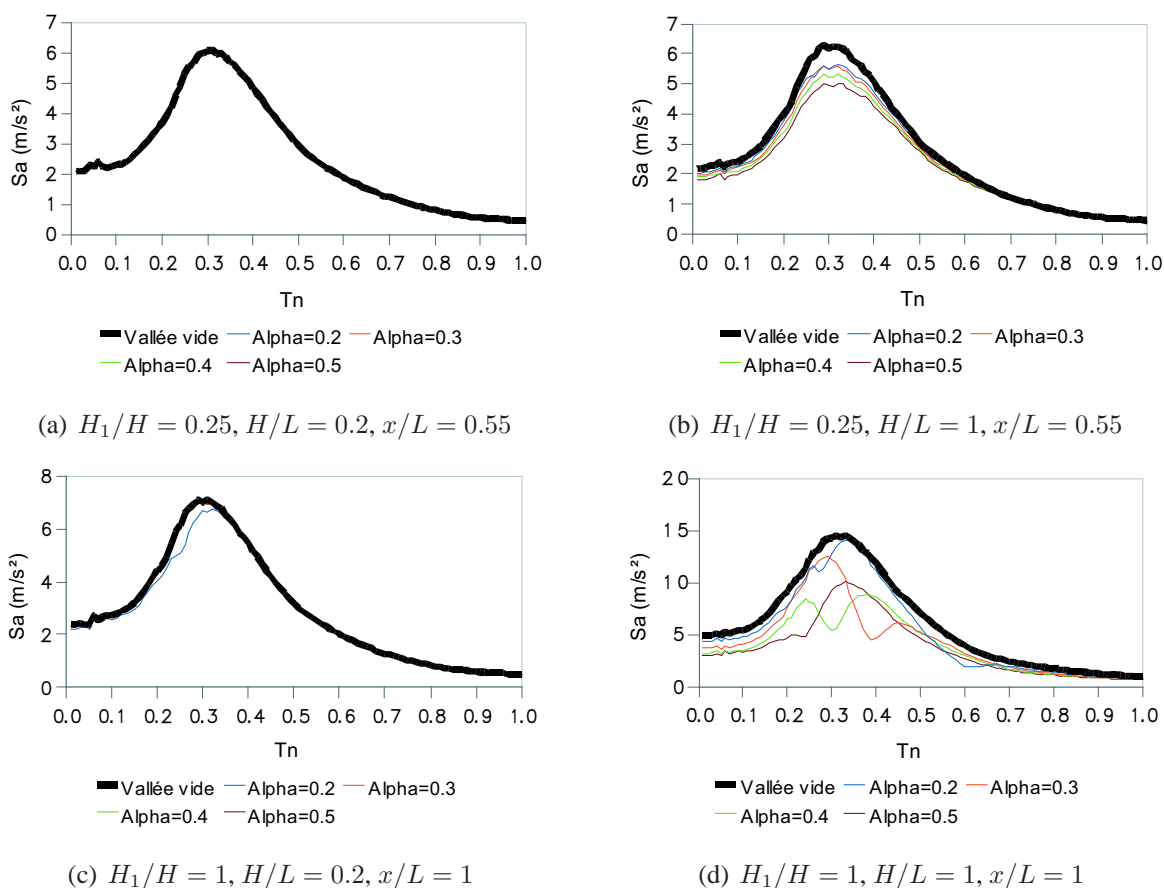 7
6
5
4
3
2
1
0
Sa (m/s²)
0.0 0.1 0.2 0.3 0.4 0.5 0.6 0.7 0.8 0.9 1.0
Tn
Vallée vide Alpha=0.2 Alpha=0.3
Alpha=0.4 Alpha=0.5
(a) H₁/H = 0.25, H/L = 0.2, x/L = 0.55
7
6
5
4
3
2
1
0
Sa (m/s²)
0.0 0.1 0.2 0.3 0.4 0.5 0.6 0.7 0.8 0.9 1.0
Tn
Vallée vide Alpha=0.2 Alpha=0.3
Alpha=0.4 Alpha=0.5
(b) H₁/H = 0.25, H/L = 1, x/L = 0.55
8
6
4
2
0
Sa (m/s²)
0.0 0.1 0.2 0.3 0.4 0.5 0.6 0.7 0.8 0.9 1.0
Tn
Vallée vide Alpha=0.2 Alpha=0.3
Alpha=0.4 Alpha=0.5
(c) H₁/H = 1, H/L = 0.2, x/L = 1
20
15
10
5
0
Sa (m/s²)
0.0 0.1 0.2 0.3 0.4 0.5 0.6 0.7 0.8 0.9 1.0
Tn
Vallée vide Alpha=0.2 Alpha=0.3
Alpha=0.4 Alpha=0.5
(d) H₁/H = 1, H/L = 1, x/L = 1